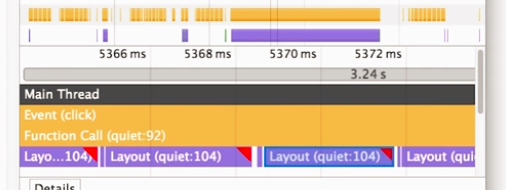 5366 ms 5368 ms 5370 ms 5372 ms
3.24 s
Main Thread
Event (click)
Function Call (quiet:92)
Layo...104) Layout (quiet:104) Layout (quiet:104) Layout (qui
Details